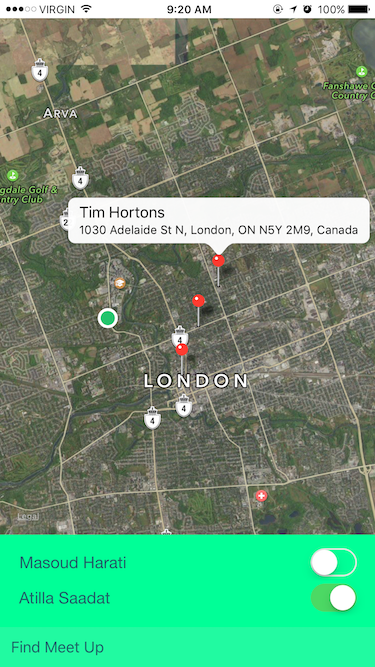 VIRGIN 9:20 AM 100%
4
ARVA
Fanshawe
Country C
4
gdale Golf &
ntry Club
2
Tim Hortons
1030 Adelaide St N, London, ON N5Y 2M9, Canada
4
LONDON
4
4
Legal
Masoud Harati
Atilla Saadat
Find Meet Up